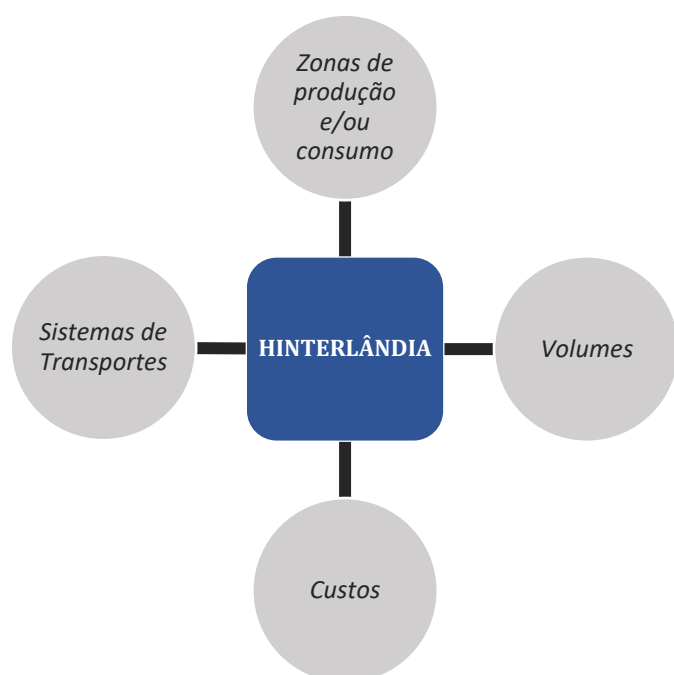 Zonas de
produção
e/ou
consumo
Sistemas de
Transportes
HINTERLÂNDIA
Volumes
Custos